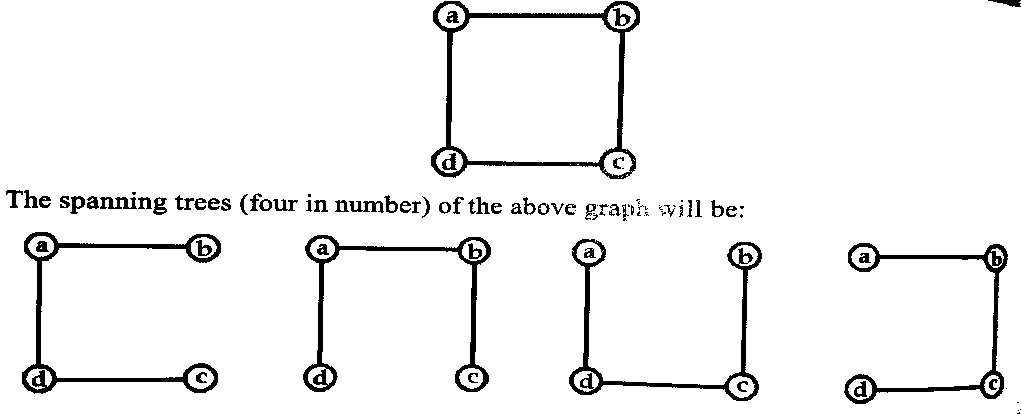 a b
d c
The spanning trees (four in number) of the above graph will be:
a b a b a b a b
d c d c d c d c